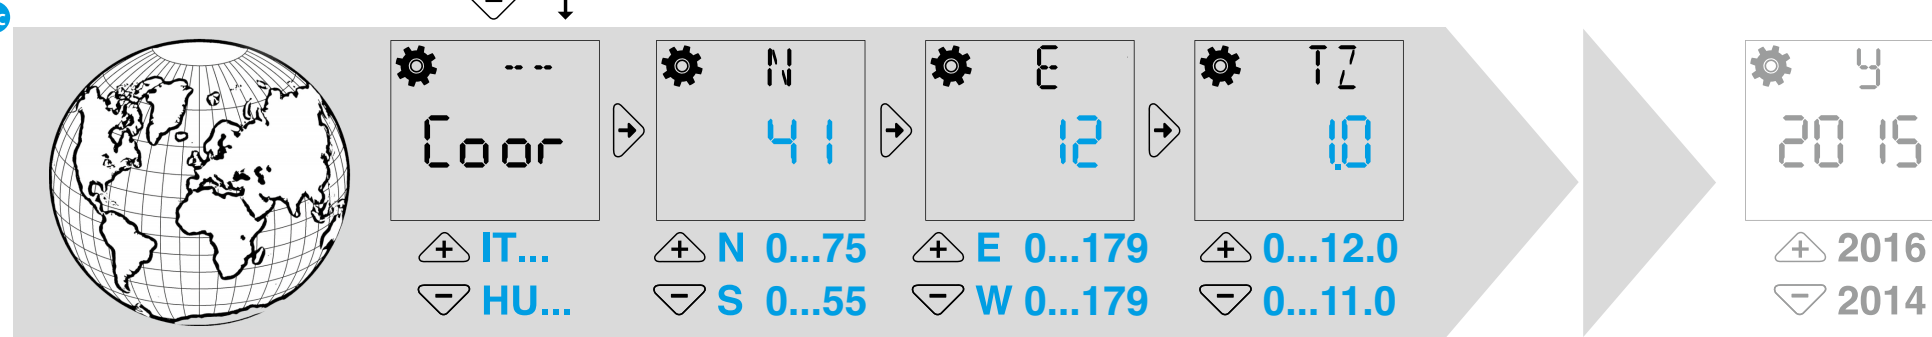 c
--
Coor
+ IT...
- HU...
N
41
+ N 0...75
- S 0...55
E
12
+ E 0...179
- W 0...179
TZ
1.0
+ 0...12.0
- 0...11.0
Y
2015
+ 2016
- 2014